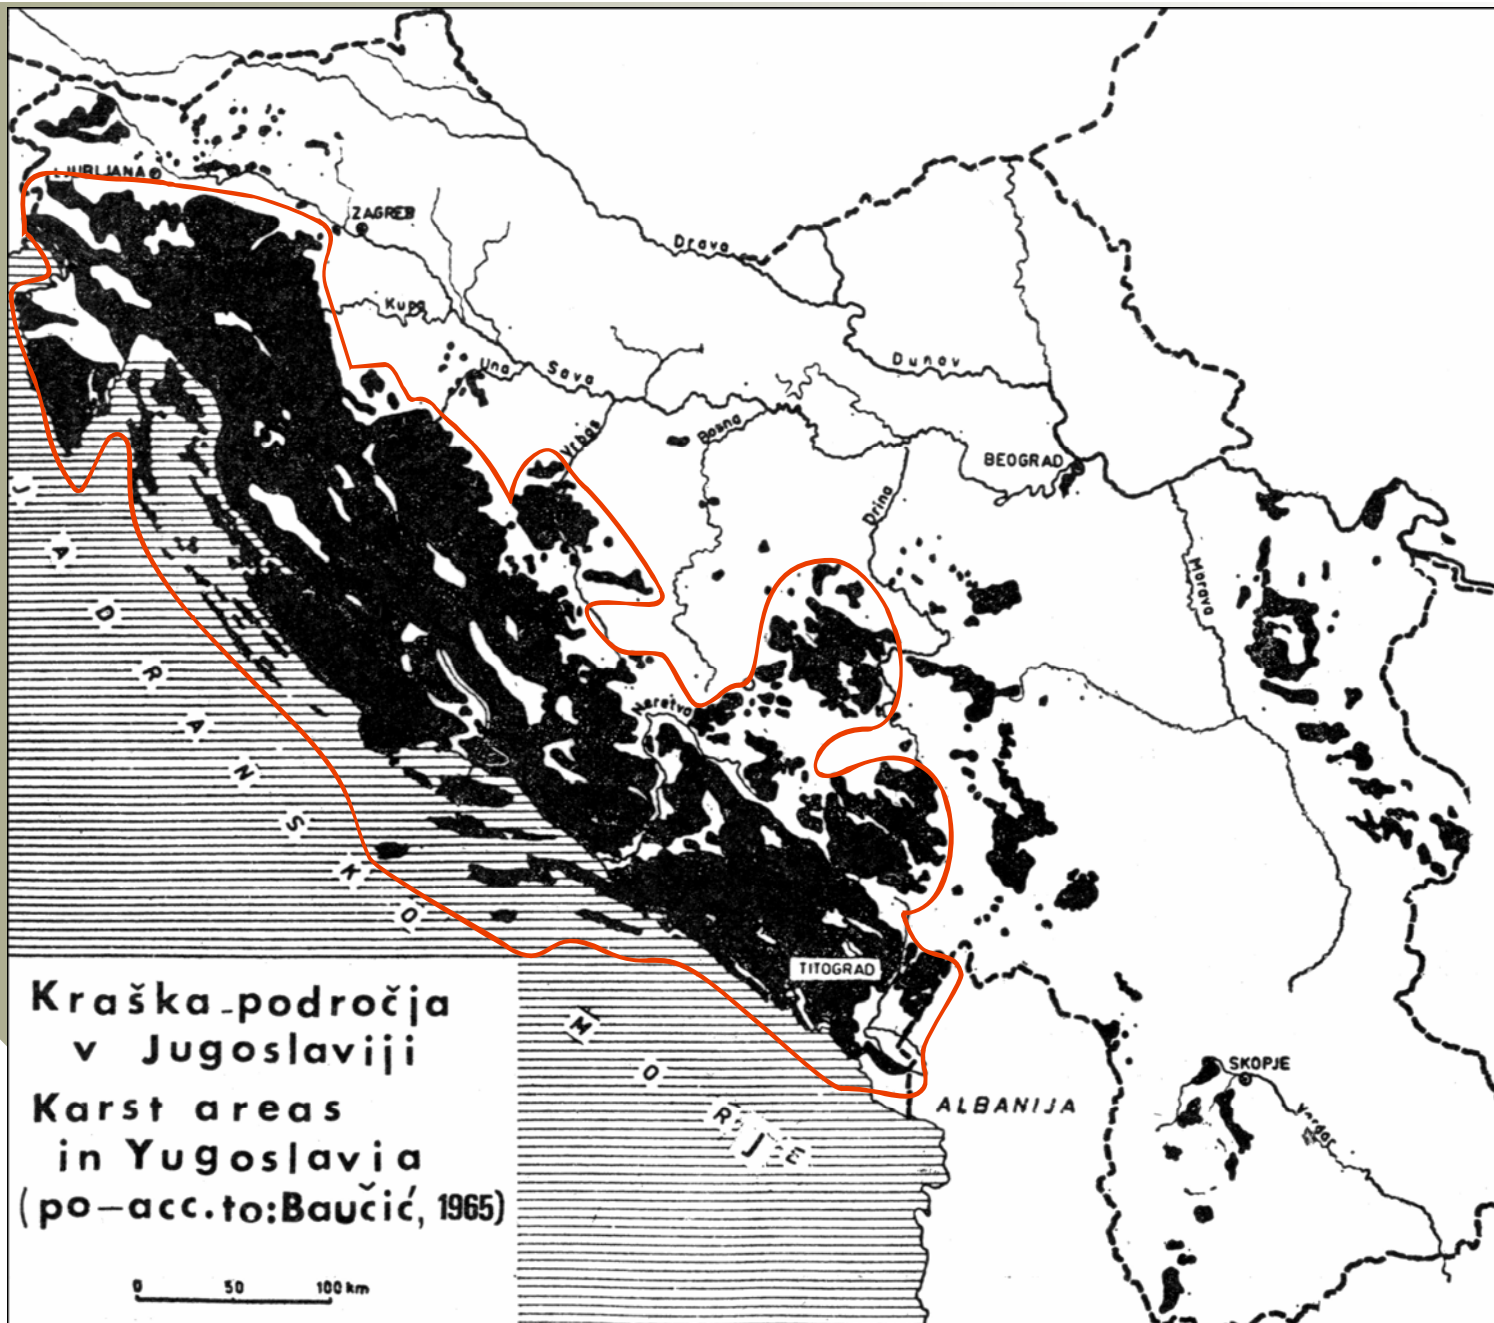 LJUBLJANA
ZAGREB
Drava
Kupa
Una
Sava
Dunav
Vrbas
Bosna
BEOGRAD
Drina
Morava
Neretva
JADRANSKO
MORJE
TITOGRAD
ALBANIJA
SKOPJE
Vardar
Kraška področja
v Jugoslaviji
Karst areas
in Yugoslavia
(po-acc.to:Baučić, 1965)
0 50 100 km